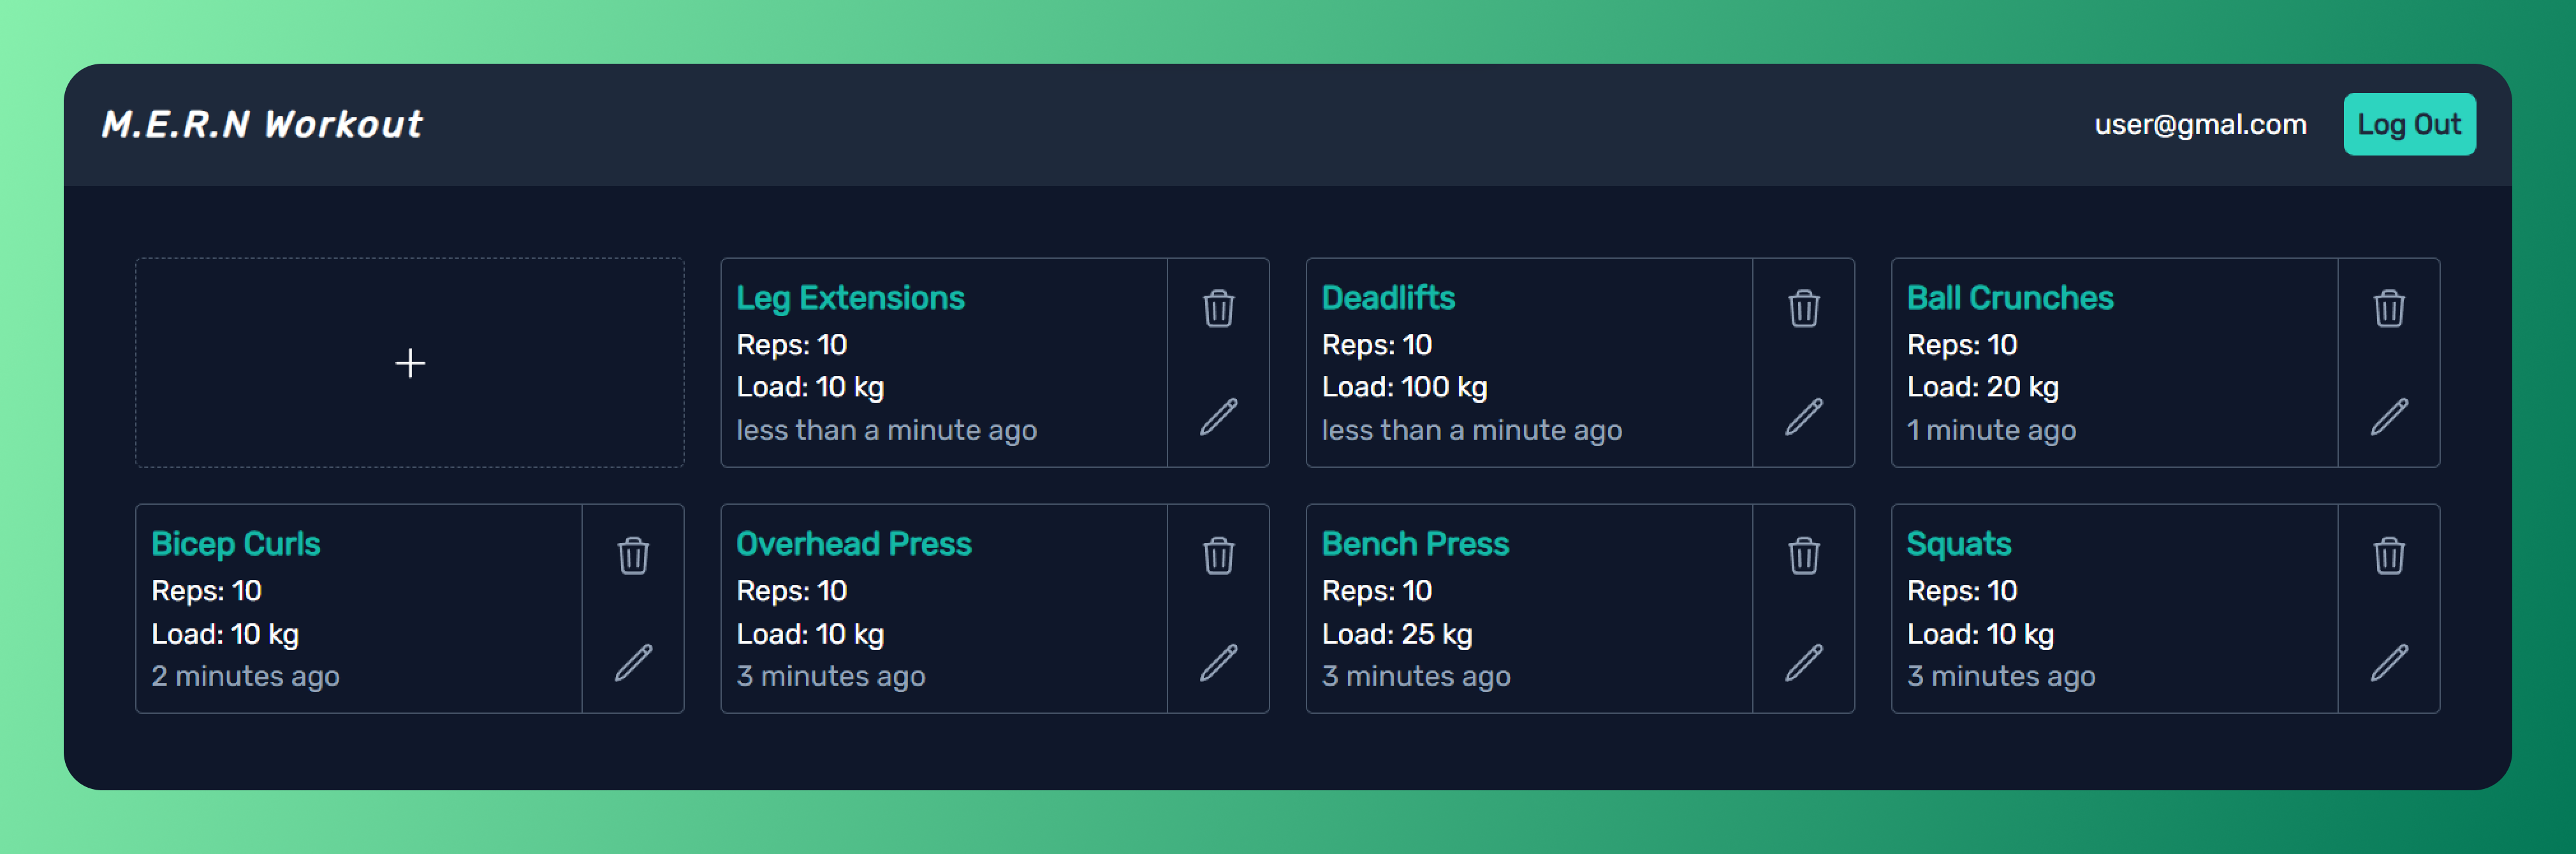 M.E.R.N Workout
user@gmal.com
Log Out
Leg Extensions
Reps: 10
Load: 10 kg
less than a minute ago
Deadlifts
Reps: 10
Load: 100 kg
less than a minute ago
Ball Crunches
Reps: 10
Load: 20 kg
1 minute ago
Bicep Curls
Reps: 10
Load: 10 kg
2 minutes ago
Overhead Press
Reps: 10
Load: 10 kg
3 minutes ago
Bench Press
Reps: 10
Load: 25 kg
3 minutes ago
Squats
Reps: 10
Load: 10 kg
3 minutes ago